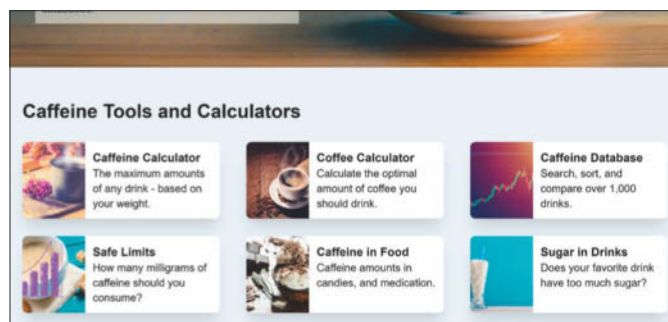 Caffeine Tools and Calculators
Caffeine Calculator
The maximum amounts
of any drink - based on
your weight.
Coffee Calculator
Calculate the optimal
amount of coffee you
should drink.
Caffeine Database
Search, sort, and
compare over 1,000
drinks.
Safe Limits
How many milligrams of
caffeine should you
consume?
Caffeine in Food
Caffeine amounts in
candies, and medication.
Sugar in Drinks
Does your favorite drink
have too much sugar?